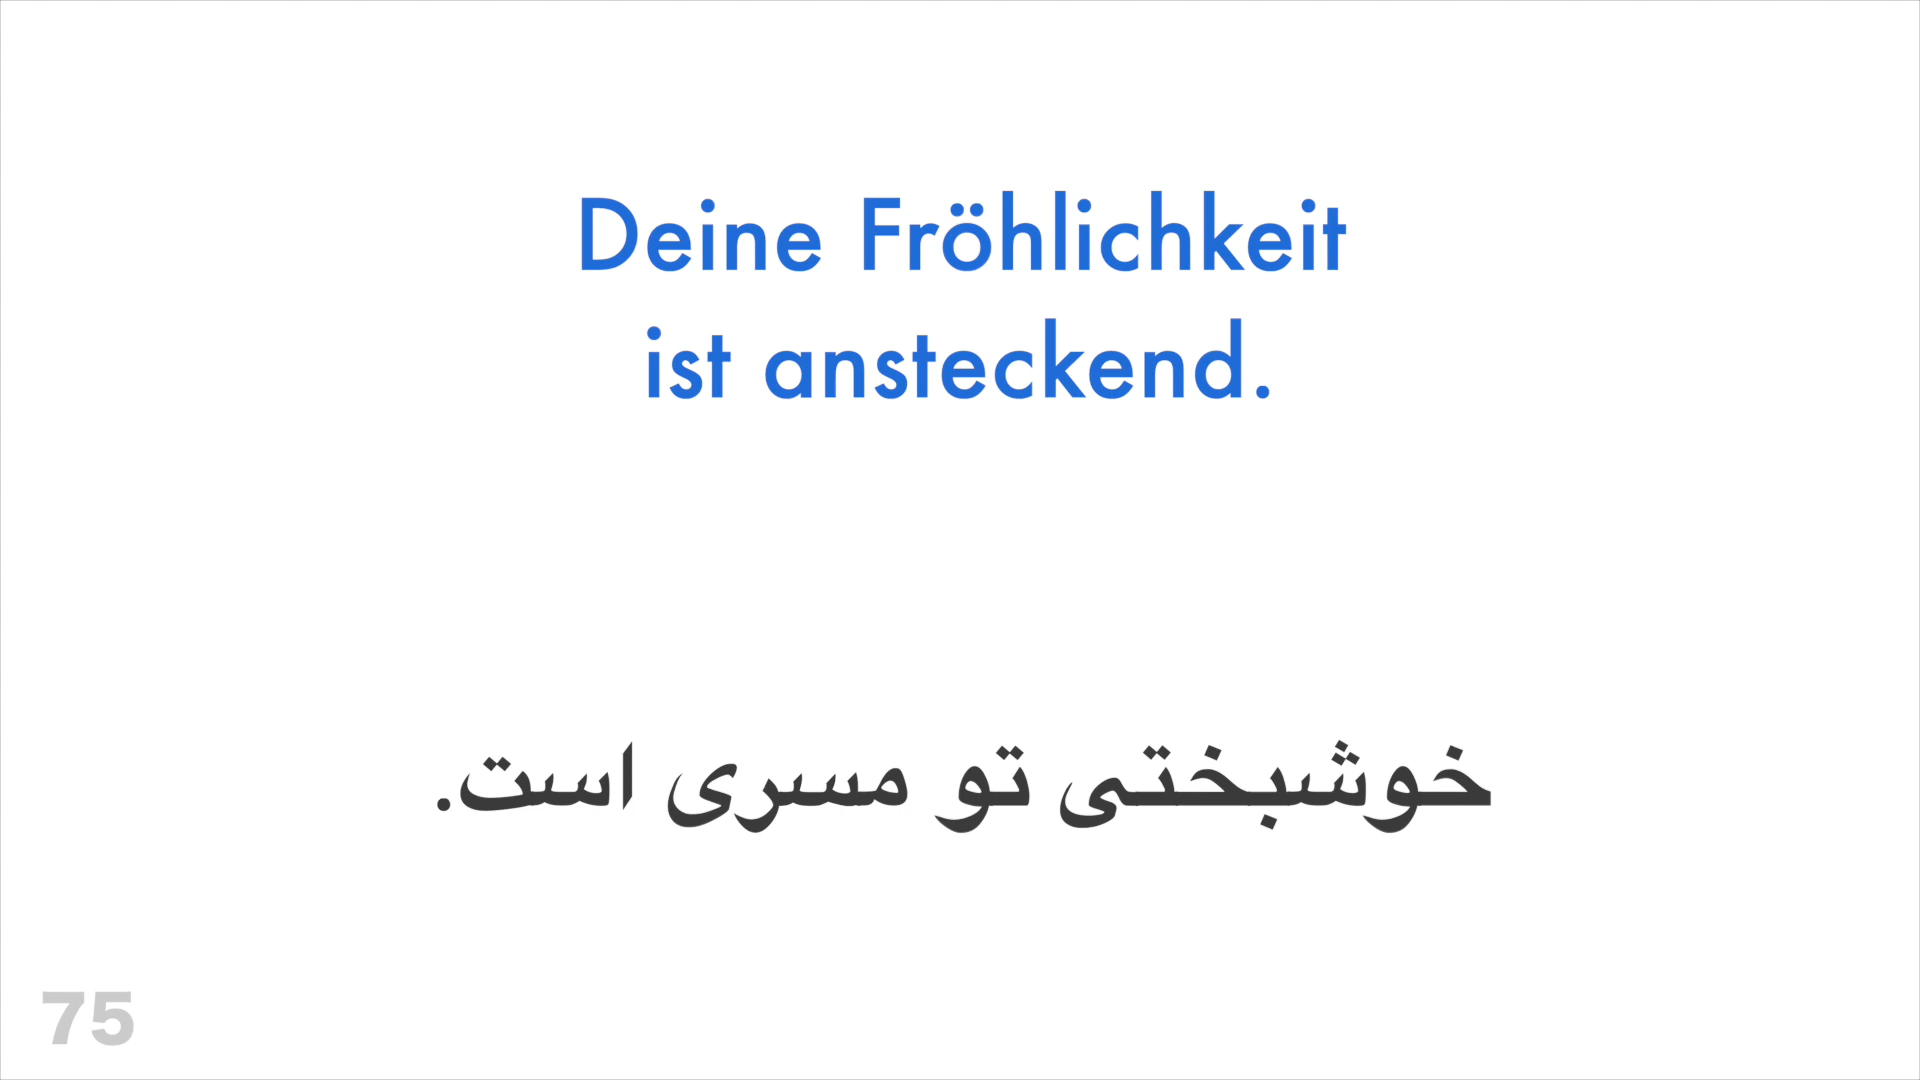 Deine Fröhlichkeit
ist ansteckend.
خوشبختی تو مسری است.
75